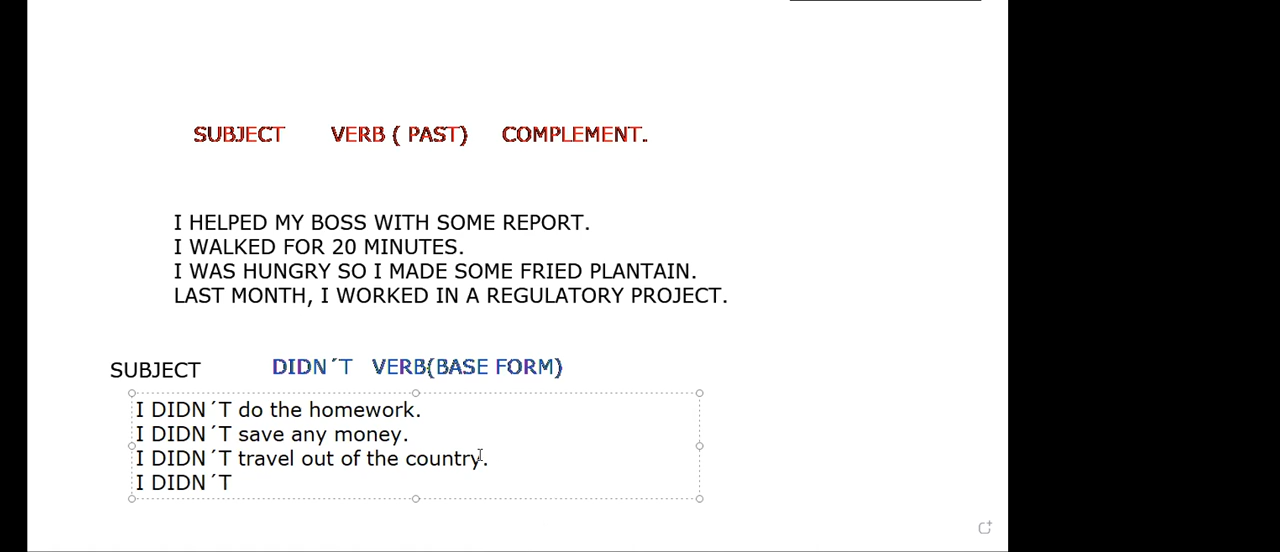 SUBJECT VERB ( PAST) COMPLEMENT.
I HELPED MY BOSS WITH SOME REPORT.
I WALKED FOR 20 MINUTES.
I WAS HUNGRY SO I MADE SOME FRIED PLANTAIN.
LAST MONTH, I WORKED IN A REGULATORY PROJECT.
SUBJECT DIDN´T VERB(BASE FORM)
I DIDN´T do the homework.
I DIDN´T save any money.
I DIDN´T travel out of the country.
I DIDN´T